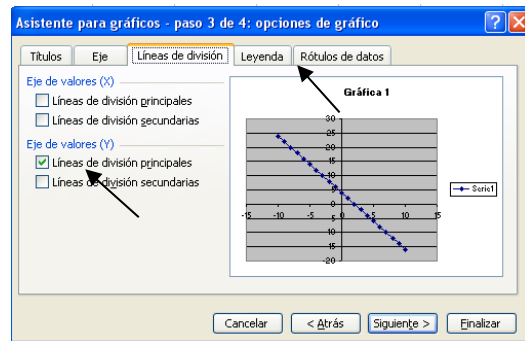 Asistente para gráficos - paso 3 de 4: opciones de gráfico
Títulos Eje Líneas de división Leyenda Rótulos de datos
Eje de valores (X)
Líneas de división principales
Líneas de división secundarias
Eje de valores (Y)
Líneas de división principales
Líneas de división secundarias
Gráfica 1
30
25
20
15
10
5
0
-15 -10 -5 0 5 10 15
-5
-10
-15
-20
Serie1
Cancelar < Atrás Siguiente > Finalizar